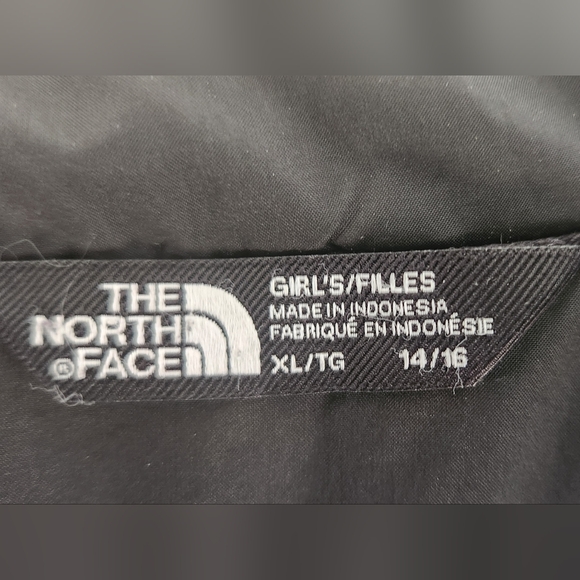 THE
NORTH
® FACE
GIRL'S/FILLES
MADE IN INDONESIA
FABRIQUÉ EN INDONÉSIE
XL/TG 14/16